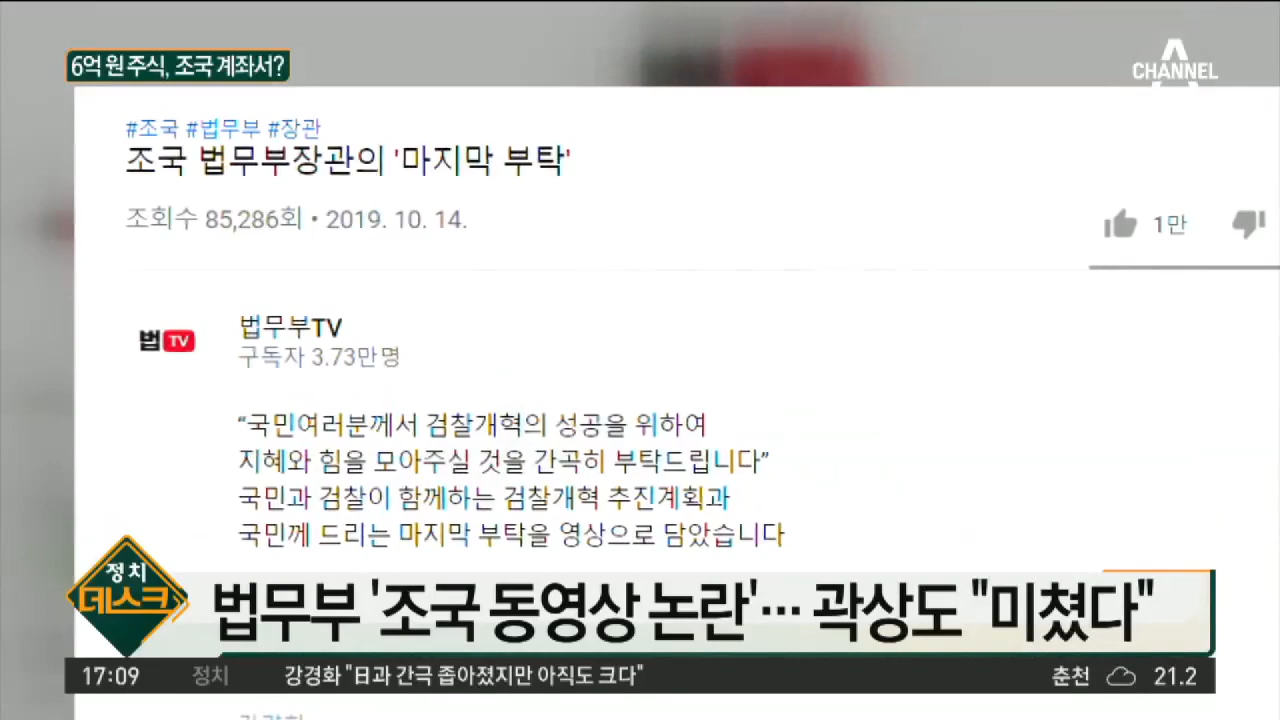 6억 원 주식, 조국 계좌서?
CHANNEL A
#조국 #법무부 #장관
조국 법무부장관의 '마지막 부탁'
조회수 85,286회 • 2019. 10. 14.
1만
법TV
법무부TV
구독자 3.73만명
“국민여러분께서 검찰개혁의 성공을 위하여
지혜와 힘을 모아주실 것을 간곡히 부탁드립니다”
국민과 검찰이 함께하는 검찰개혁 추진계획과
국민께 드리는 마지막 부탁을 영상으로 담았습니다
정치
데스크
법무부 '조국 동영상 논란'… 곽상도 "미쳤다"
17:09 정치 강경화 "日과 간극 좁아졌지만 아직도 크다" 춘천 21.2